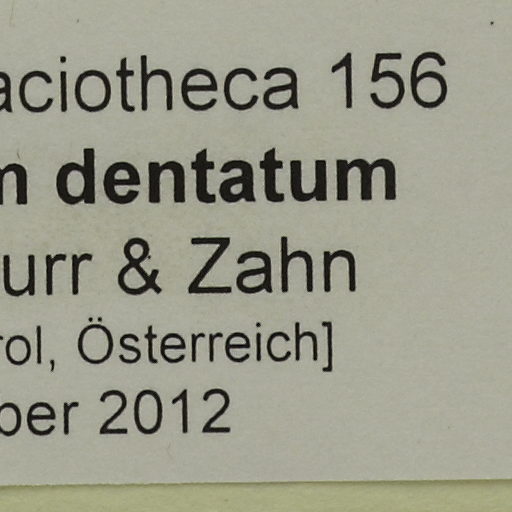 aciotheca 156
m dentatum
urr & Zahn
rol, Österreich]
ber 2012